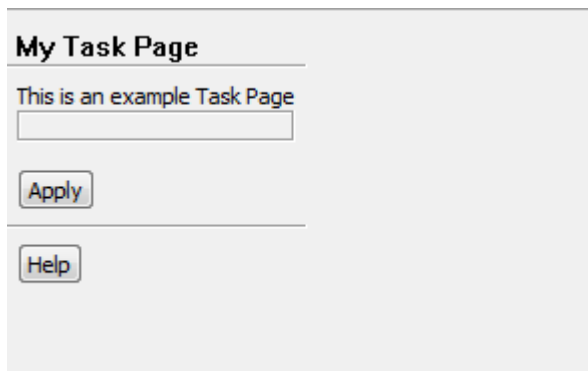 My Task Page
This is an example Task Page
Apply
Help